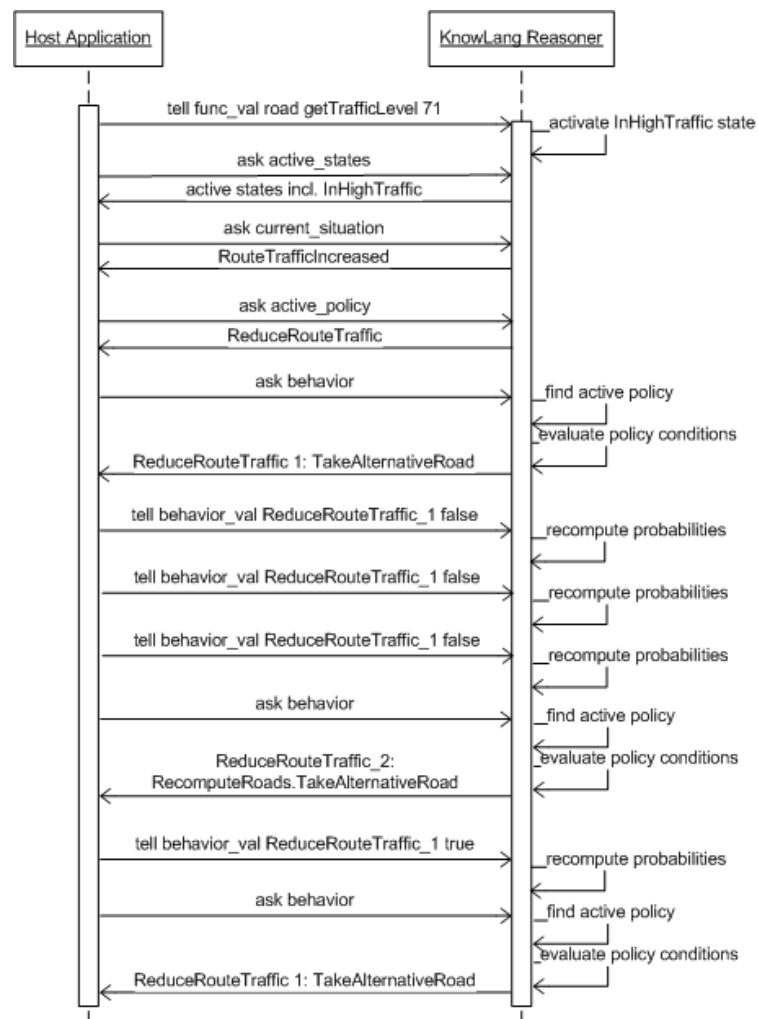 Host Application
KnowLang Reasoner
tell func_val road getTrafficLevel 71
activate InHighTraffic state
ask active_states
active states incl. InHighTraffic
ask current_situation
RouteTrafficIncreased
ask active_policy
ReduceRouteTraffic
ask behavior
find active policy
evaluate policy conditions
ReduceRouteTraffic 1: TakeAlternativeRoad
tell behavior_val ReduceRouteTraffic_1 false
recompute probabilities
tell behavior_val ReduceRouteTraffic_1 false
recompute probabilities
tell behavior_val ReduceRouteTraffic_1 false
recompute probabilities
ask behavior
find active policy
evaluate policy conditions
ReduceRouteTraffic_2:
RecomputeRoads.TakeAlternativeRoad
tell behavior_val ReduceRouteTraffic_1 true
recompute probabilities
ask behavior
find active policy
evaluate policy conditions
ReduceRouteTraffic 1: TakeAlternativeRoad